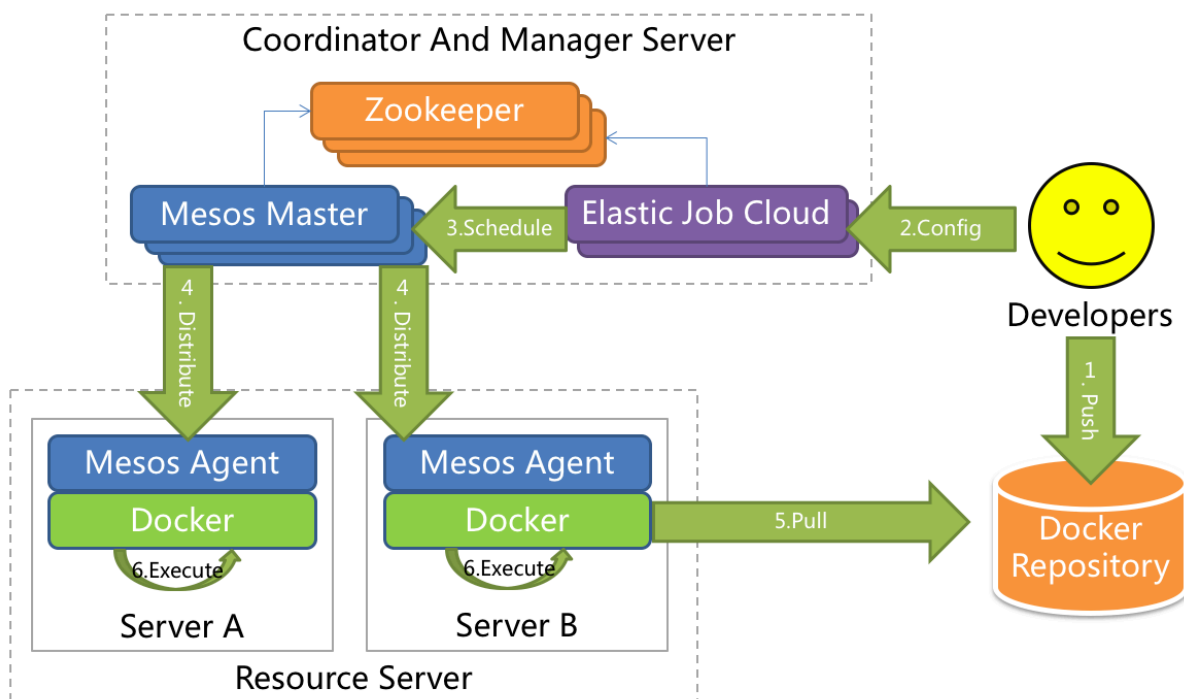 Coordinator And Manager Server
Zookeeper
Mesos Master
3.Schedule
Elastic Job Cloud
2.Config
Developers
4. Distribute
4. Distribute
1. Push
Mesos Agent
Docker
6.Execute
Server A
Mesos Agent
Docker
6.Execute
Server B
5.Pull
Docker
Repository
Resource Server